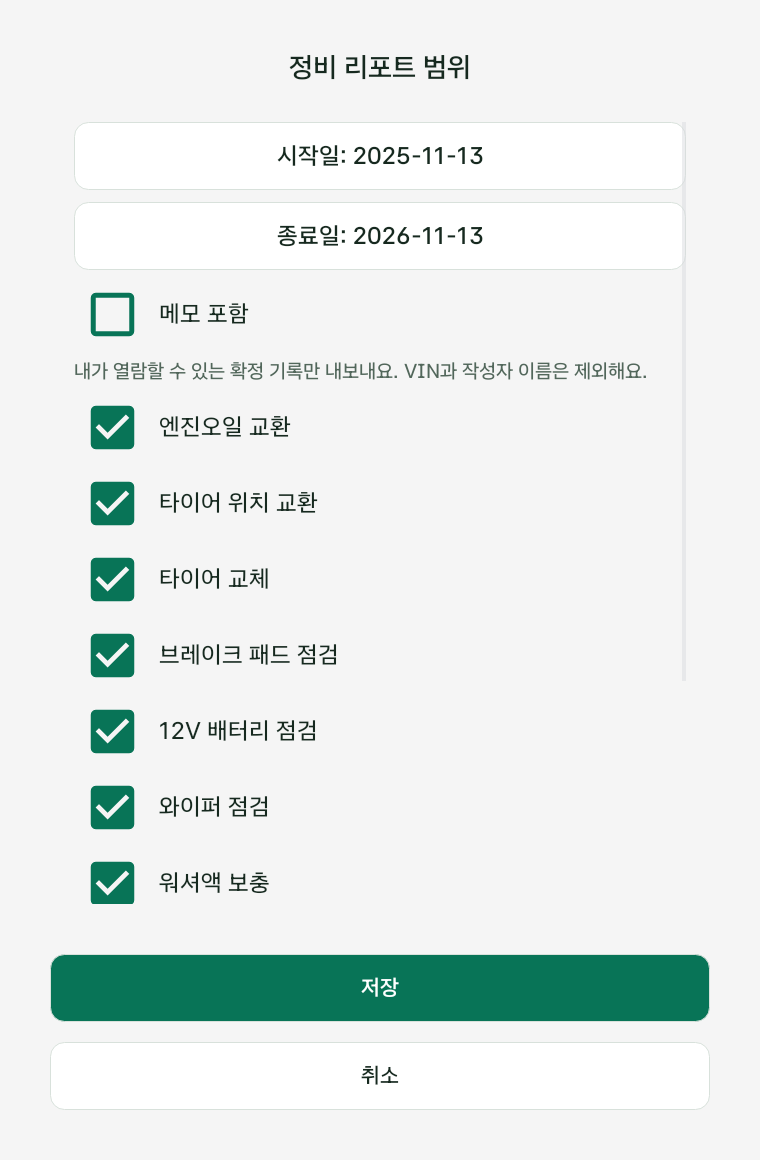 정비 리포트 범위
시작일: 2025-11-13
종료일: 2026-11-13
메모 포함
내가 열람할 수 있는 확정 기록만 내보내요. VIN과 작성자 이름은 제외해요.
엔진오일 교환
타이어 위치 교환
타이어 교체
브레이크 패드 점검
12V 배터리 점검
와이퍼 점검
워셔액 보충
저장
취소